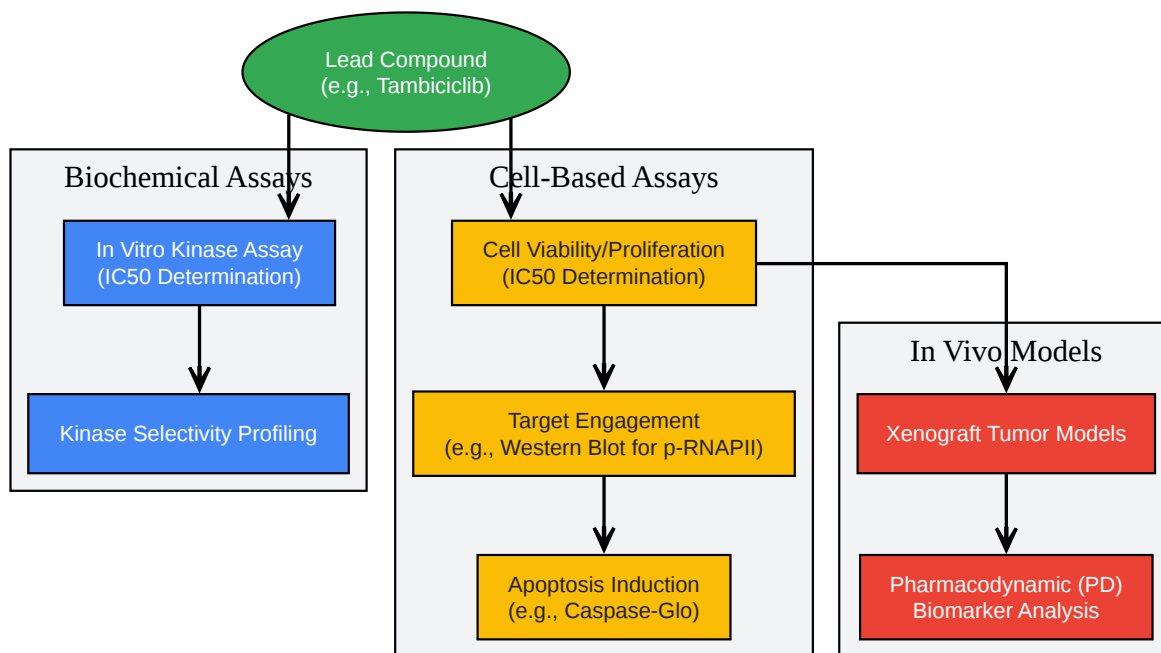 Lead Compound
(e.g., Tambiciclib)
Biochemical Assays
In Vitro Kinase Assay
(IC50 Determination)
Kinase Selectivity Profiling
Cell-Based Assays
Cell Viability/Proliferation
(IC50 Determination)
Target Engagement
(e.g., Western Blot for p-RNAPII)
Apoptosis Induction
(e.g., Caspase-Glo)
In Vivo Models
Xenograft Tumor Models
Pharmacodynamic (PD)
Biomarker Analysis